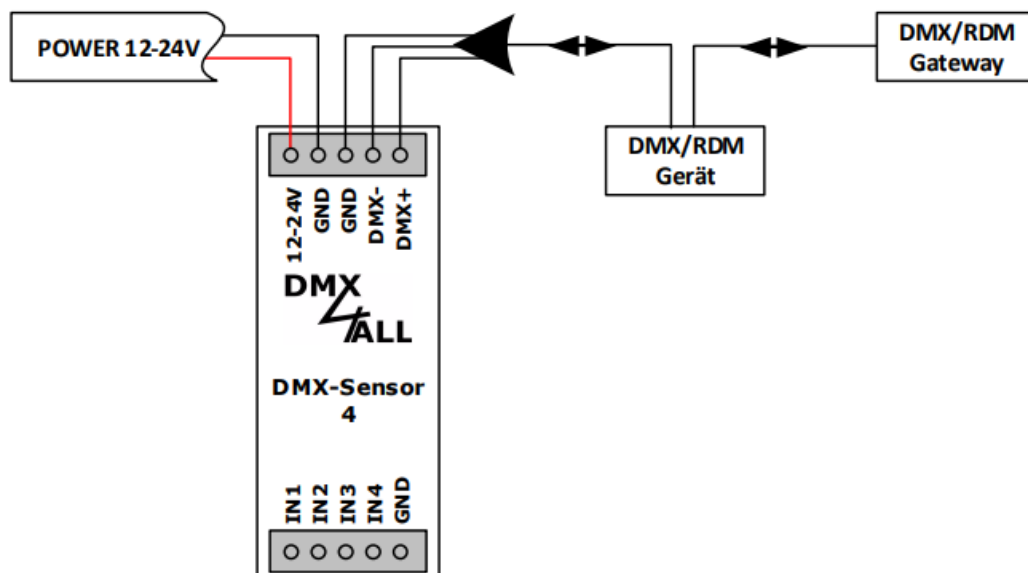 POWER 12-24V
DMX/RDM
Gateway
DMX/RDM
Gerät
12-24V
GND
GND
DMX-
DMX+
DMX
4ALL
DMX-Sensor
4
IN1
IN2
IN3
IN4
GND